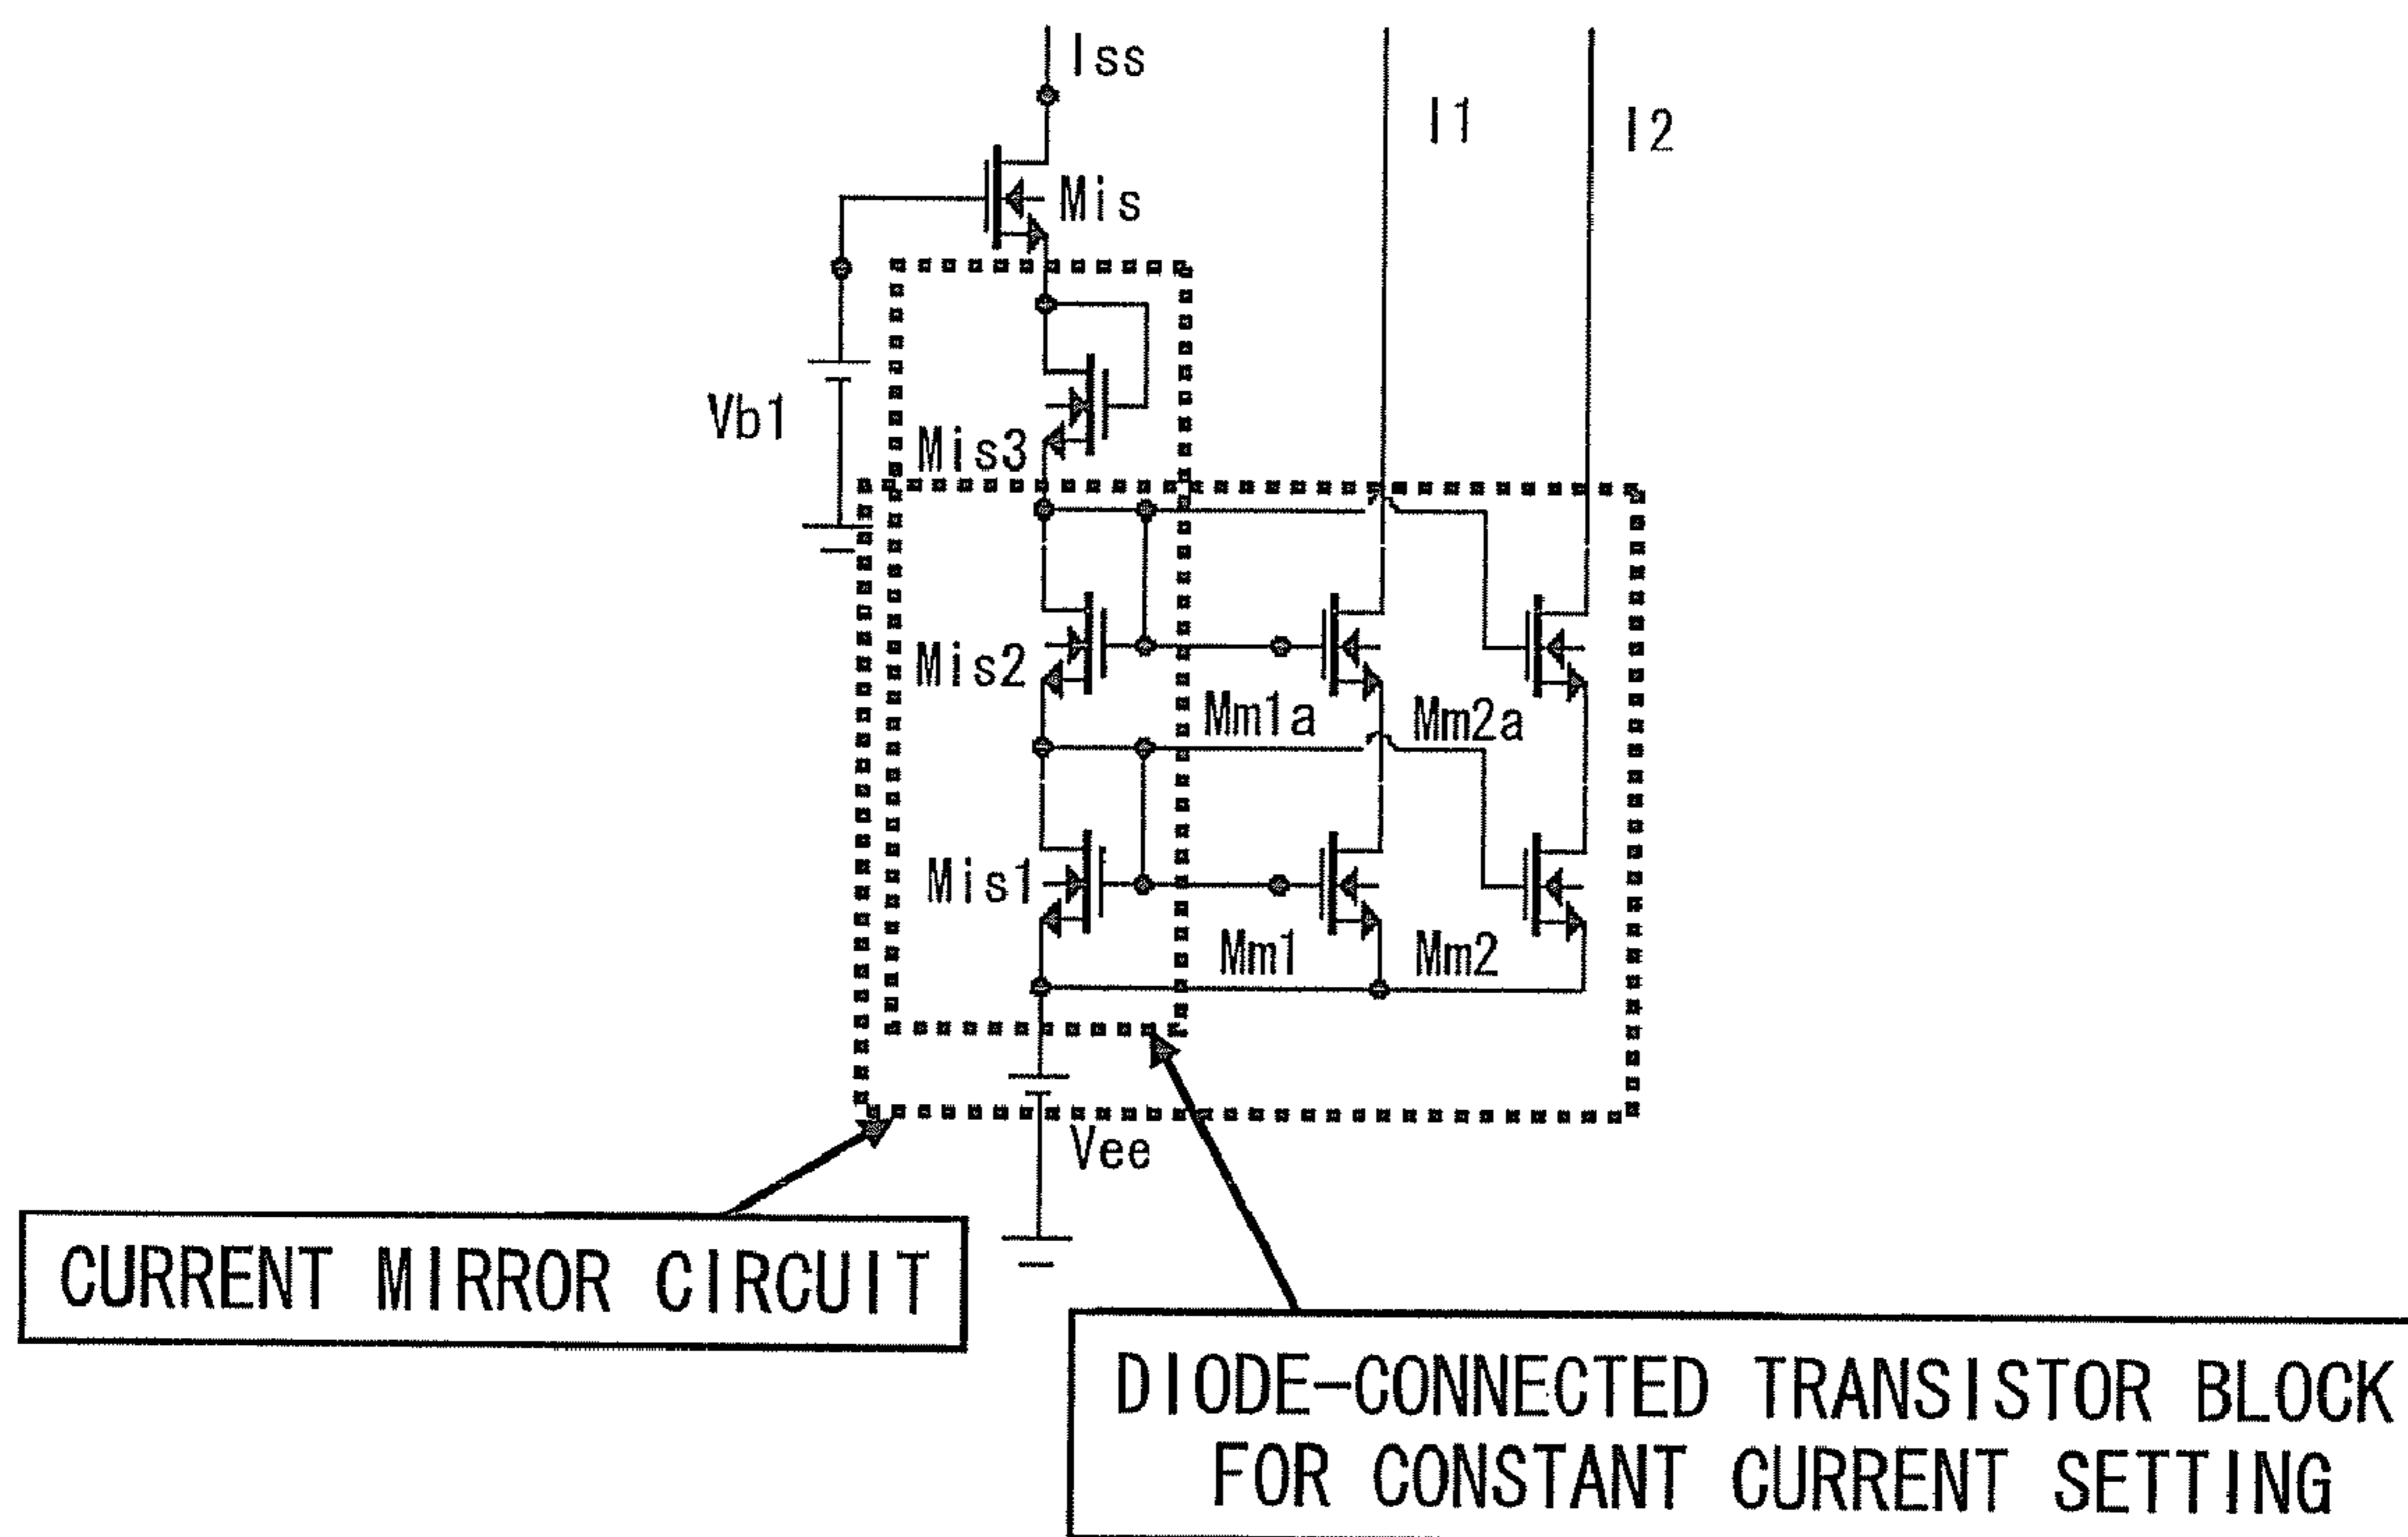 Iss
I1
I2
Mis
Vb1
Mis3
Mis2
Mm1a
Mm2a
Mis1
Mm1
Mm2
Vee
CURRENT MIRROR CIRCUIT
DIODE-CONNECTED TRANSISTOR BLOCK
FOR CONSTANT CURRENT SETTING